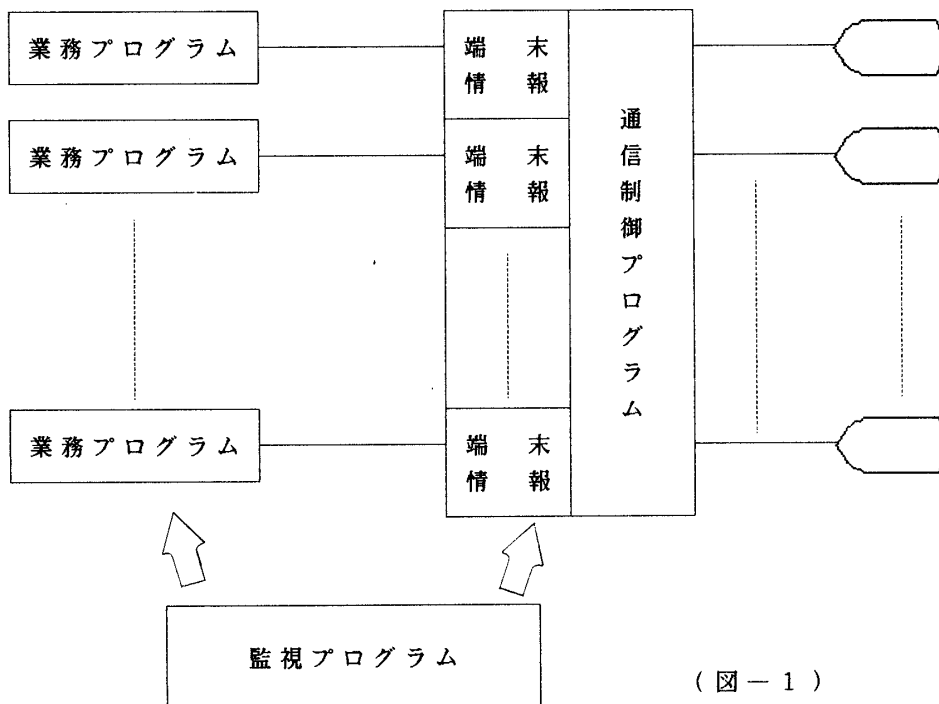 業務プログラム
端末
情報
業務プログラム
端末
情報
通信制御プログラム
業務プログラム
端末
情報
監視プログラム
(図－1)